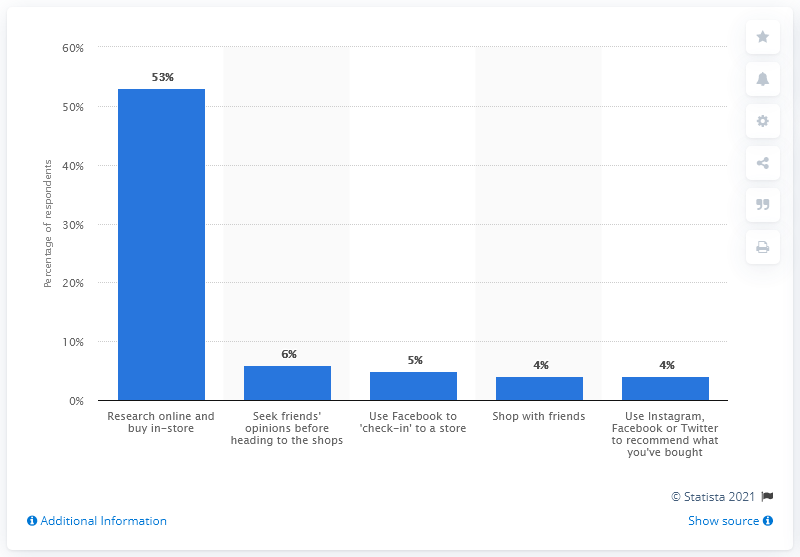 60%
53%
50%
Percentage of respondents
40%
30%
20%
10%
6%
5%
4%
4%
0%
Research online and
buy in-store
Seek friends'
opinions before
heading to the shops
Use Facebook to
'check-in' to a store
Shop with friends
Use Instagram,
Facebook or Twitter
to recommend what
you've bought
© Statista 2021
Additional Information
Show source